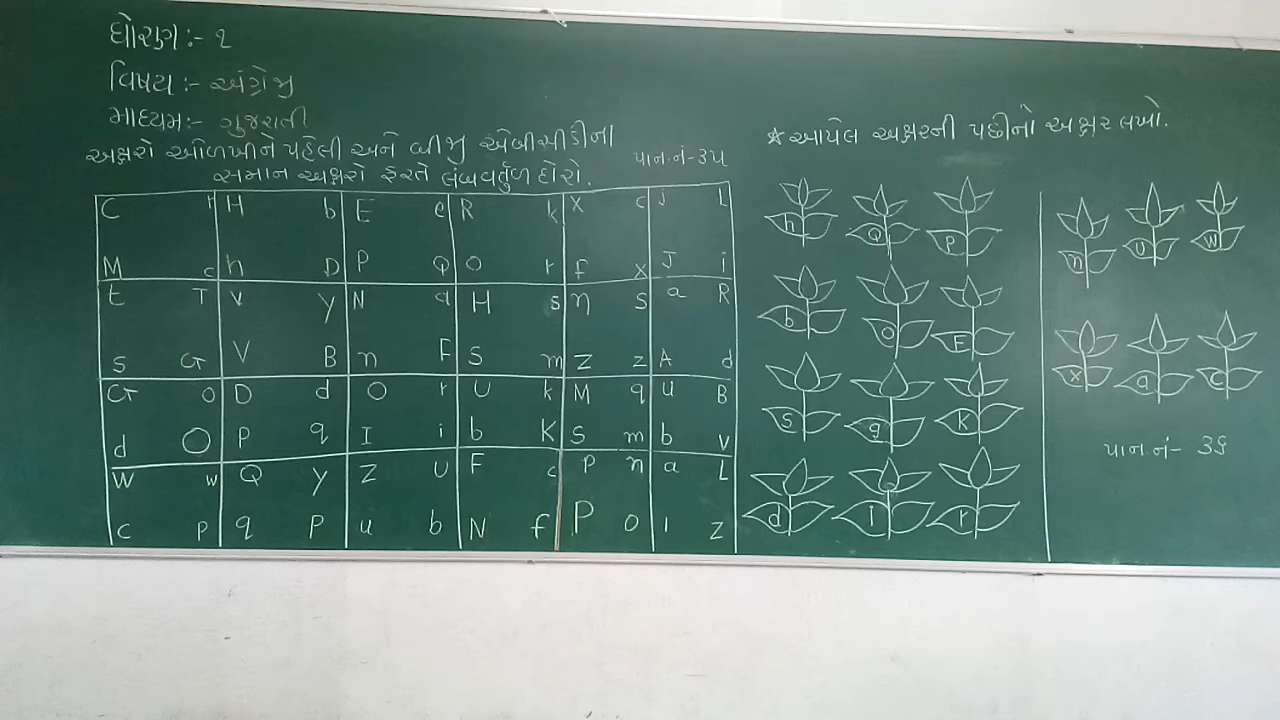 ધોરણ :- ૨
વિષય :- અંગ્રેજી
માધ્યમ:- ગુજરાતી
અક્ષરો ઓળખીને પહેલી અને બીજી એબીસીડીના
સમાન અક્ષરો ફરતે લંબવર્તુળ દોરો.
પાન.નં-૩૫
C r H b E e R k X c J L
M c h D P Q O r f x J i
t T v y N a H s n s a R
S G V B n F S m Z z A d
G o D d O r U k M q u B
d O P q I i b K S m b v
W w Q y Z U F c P n a L
c p q P u b N f P o l z
★ આપેલ અક્ષરની પછીનો અક્ષર લખો.
h Q P
b O E
S g K
d i r
n u W
x a C
પાન નં- ૩૬